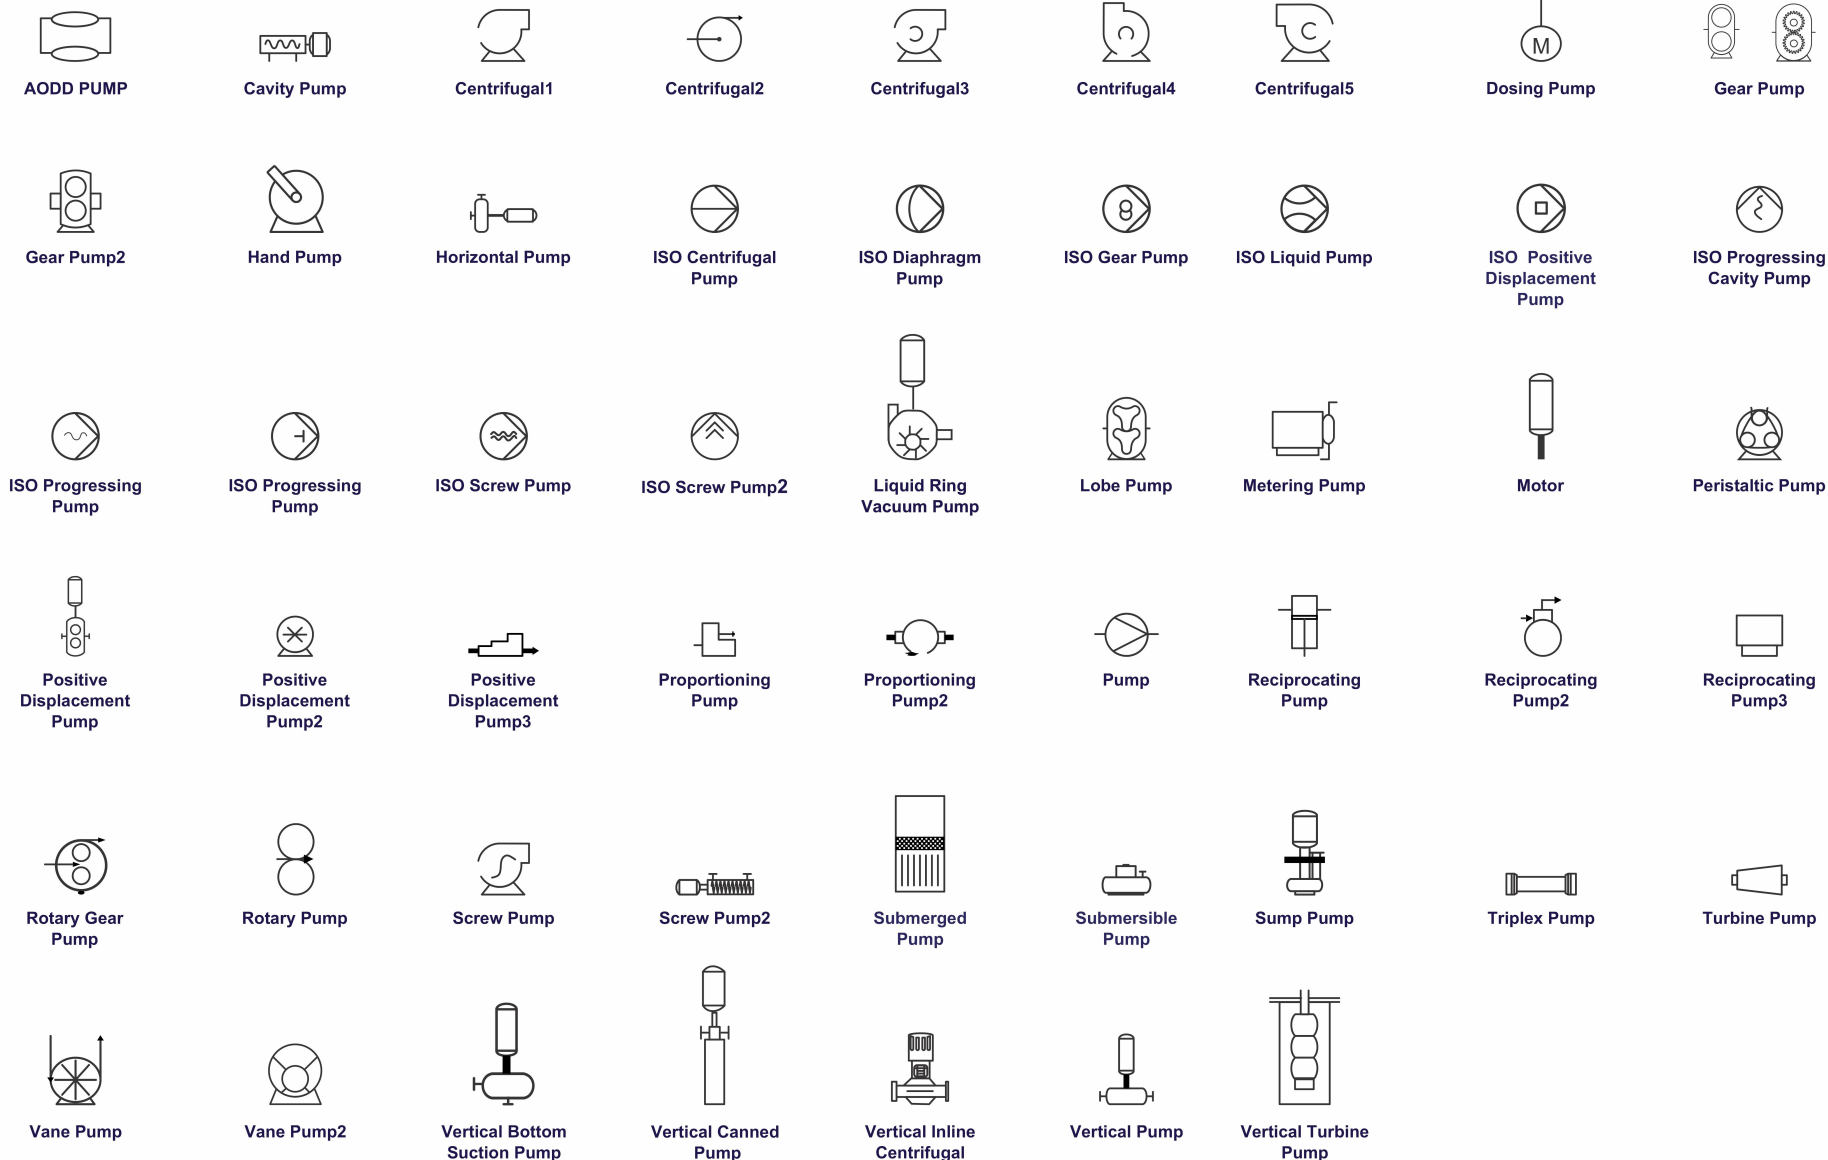 M
AODD PUMP
Cavity Pump
Centrifugal1
Centrifugal2
Centrifugal3
Centrifugal4
Centrifugal5
Dosing Pump
Gear Pump
Gear Pump2
Hand Pump
Horizontal Pump
ISO Centrifugal
Pump
ISO Diaphragm
Pump
ISO Gear Pump
ISO Liquid Pump
ISO  Positive
Displacement
Pump
ISO Progressing
Cavity Pump
ISO Progressing
Pump
ISO Progressing
Pump
ISO Screw Pump
ISO Screw Pump2
Liquid Ring
Vacuum Pump
Lobe Pump
Metering Pump
Motor
Peristaltic Pump
Positive
Displacement
Pump
Positive
Displacement
Pump2
Positive
Displacement
Pump3
Proportioning
Pump
Proportioning
Pump2
Pump
Reciprocating
Pump
Reciprocating
Pump2
Reciprocating
Pump3
Rotary Gear
Pump
Rotary Pump
Screw Pump
Screw Pump2
Submerged
Pump
Submersible
Pump
Sump Pump
Triplex Pump
Turbine Pump
Vane Pump
Vane Pump2
Vertical Bottom
Suction Pump
Vertical Canned
Pump
Vertical Inline
Centrifugal
Vertical Pump
Vertical Turbine
Pump